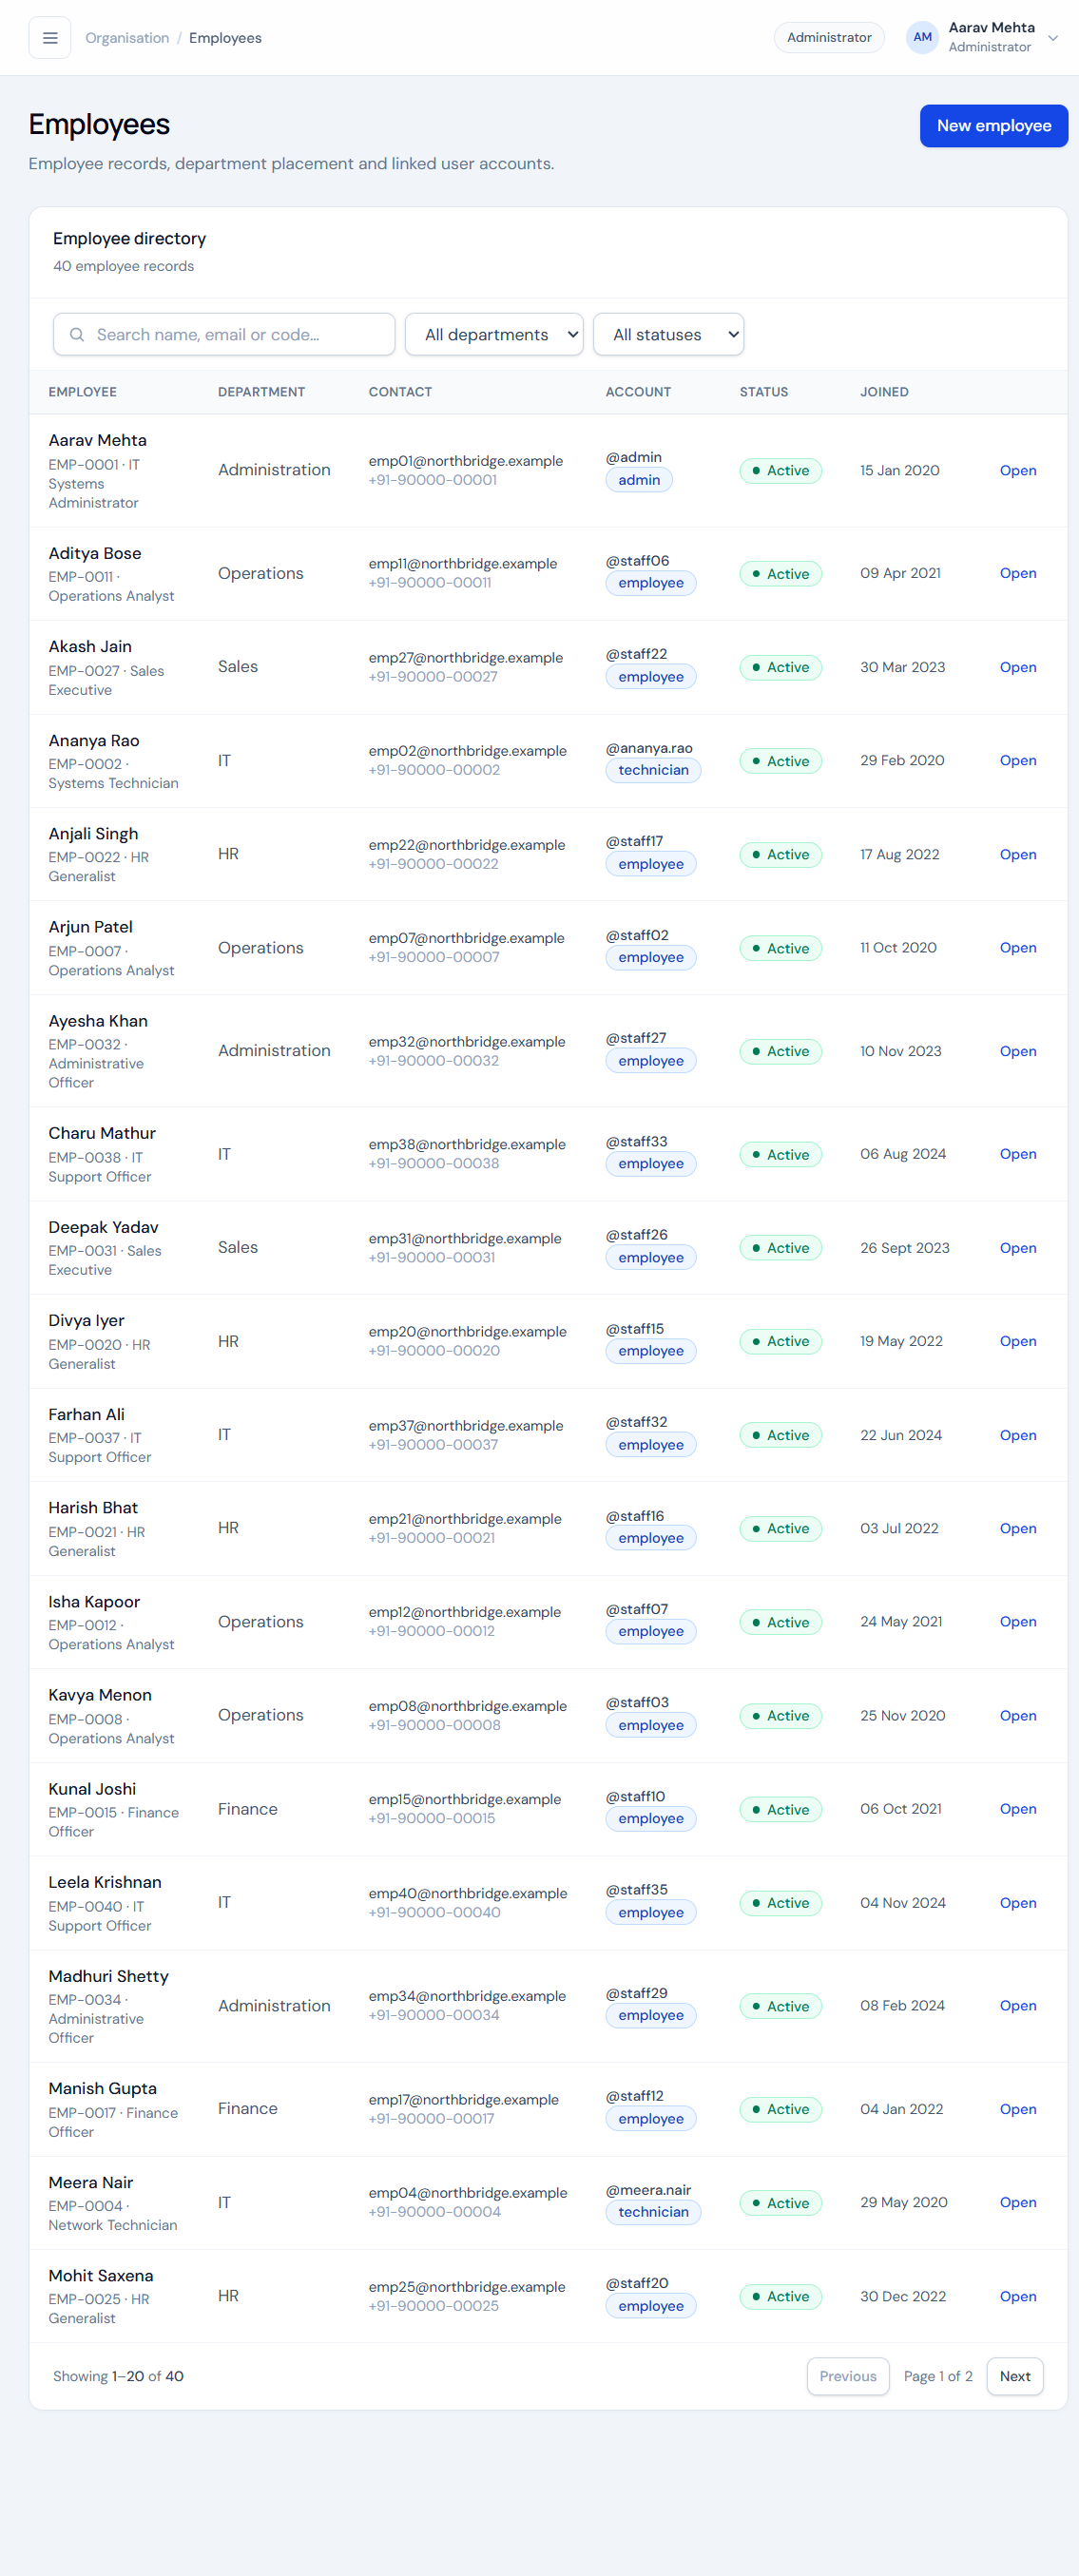 Organisation / Employees
Administrator
AM
Aarav Mehta
Administrator
Employees
New employee
Employee records, department placement and linked user accounts.
Employee directory
40 employee records
Search name, email or code...
All departments
All statuses
EMPLOYEE DEPARTMENT CONTACT ACCOUNT STATUS JOINED
Aarav Mehta
EMP-0001 · IT
Systems
Administrator
Administration
emp01@northbridge.example
+91-90000-00001
@admin
admin
Active
15 Jan 2020
Open
Aditya Bose
EMP-0011 ·
Operations Analyst
Operations
emp11@northbridge.example
+91-90000-00011
@staff06
employee
Active
09 Apr 2021
Open
Akash Jain
EMP-0027 · Sales
Executive
Sales
emp27@northbridge.example
+91-90000-00027
@staff22
employee
Active
30 Mar 2023
Open
Ananya Rao
EMP-0002 ·
Systems Technician
IT
emp02@northbridge.example
+91-90000-00002
@ananya.rao
technician
Active
29 Feb 2020
Open
Anjali Singh
EMP-0022 · HR
Generalist
HR
emp22@northbridge.example
+91-90000-00022
@staff17
employee
Active
17 Aug 2022
Open
Arjun Patel
EMP-0007 ·
Operations Analyst
Operations
emp07@northbridge.example
+91-90000-00007
@staff02
employee
Active
11 Oct 2020
Open
Ayesha Khan
EMP-0032 ·
Administrative
Officer
Administration
emp32@northbridge.example
+91-90000-00032
@staff27
employee
Active
10 Nov 2023
Open
Charu Mathur
EMP-0038 · IT
Support Officer
IT
emp38@northbridge.example
+91-90000-00038
@staff33
employee
Active
06 Aug 2024
Open
Deepak Yadav
EMP-0031 · Sales
Executive
Sales
emp31@northbridge.example
+91-90000-00031
@staff26
employee
Active
26 Sept 2023
Open
Divya Iyer
EMP-0020 · HR
Generalist
HR
emp20@northbridge.example
+91-90000-00020
@staff15
employee
Active
19 May 2022
Open
Farhan Ali
EMP-0037 · IT
Support Officer
IT
emp37@northbridge.example
+91-90000-00037
@staff32
employee
Active
22 Jun 2024
Open
Harish Bhat
EMP-0021 · HR
Generalist
HR
emp21@northbridge.example
+91-90000-00021
@staff16
employee
Active
03 Jul 2022
Open
Isha Kapoor
EMP-0012 ·
Operations Analyst
Operations
emp12@northbridge.example
+91-90000-00012
@staff07
employee
Active
24 May 2021
Open
Kavya Menon
EMP-0008 ·
Operations Analyst
Operations
emp08@northbridge.example
+91-90000-00008
@staff03
employee
Active
25 Nov 2020
Open
Kunal Joshi
EMP-0015 · Finance
Officer
Finance
emp15@northbridge.example
+91-90000-00015
@staff10
employee
Active
06 Oct 2021
Open
Leela Krishnan
EMP-0040 · IT
Support Officer
IT
emp40@northbridge.example
+91-90000-00040
@staff35
employee
Active
04 Nov 2024
Open
Madhuri Shetty
EMP-0034 ·
Administrative
Officer
Administration
emp34@northbridge.example
+91-90000-00034
@staff29
employee
Active
08 Feb 2024
Open
Manish Gupta
EMP-0017 · Finance
Officer
Finance
emp17@northbridge.example
+91-90000-00017
@staff12
employee
Active
04 Jan 2022
Open
Meera Nair
EMP-0004 ·
Network Technician
IT
emp04@northbridge.example
+91-90000-00004
@meera.nair
technician
Active
29 May 2020
Open
Mohit Saxena
EMP-0025 · HR
Generalist
HR
emp25@northbridge.example
+91-90000-00025
@staff20
employee
Active
30 Dec 2022
Open
Showing 1–20 of 40
Previous
Page 1 of 2
Next